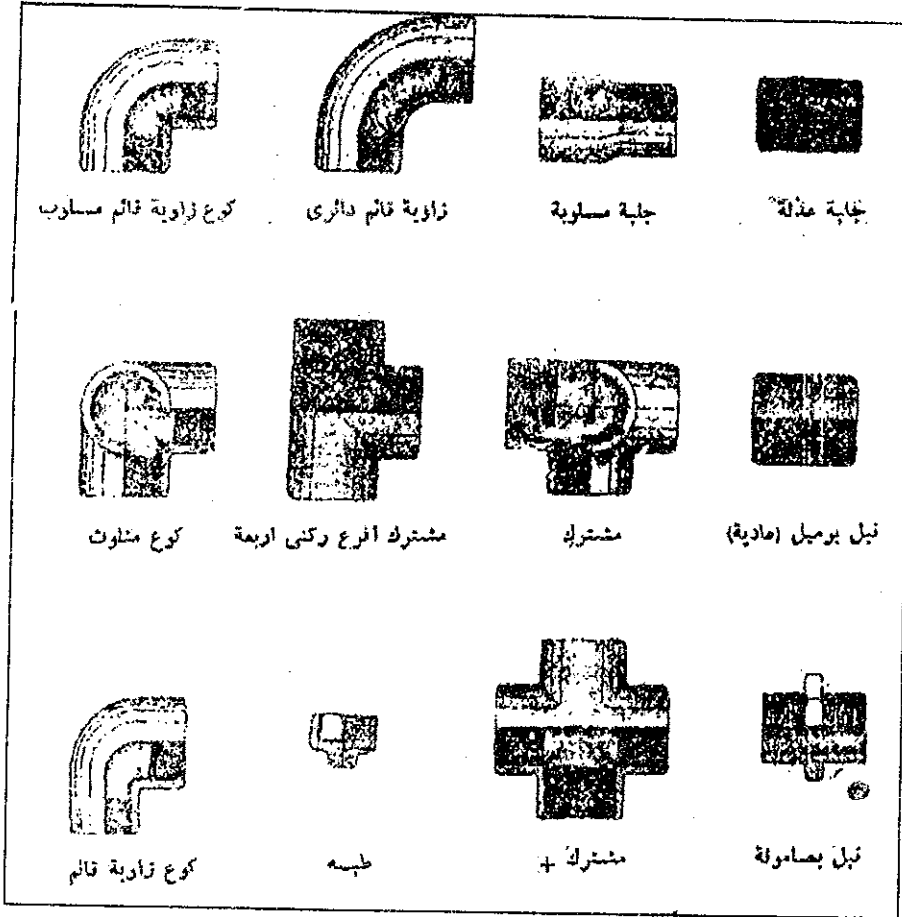 جلبة عدلة
جلبة مسلوبة
زاوية قائم دائرى
كوع زاوية قائم مسلوب
نبل برميل (عادية)
مشترك
مشترك أفرع ركنى اربعة
كوع مثلوث
نبل بصامولة
مشترك +
طبسه
كوع زاوية قائم